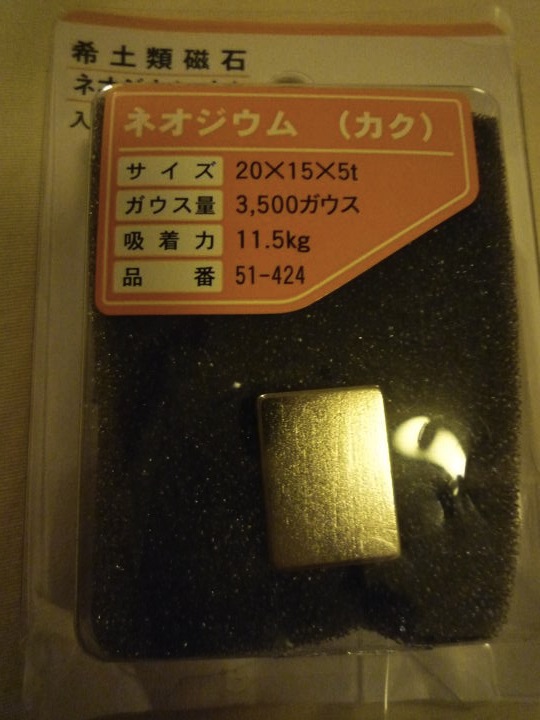 希土類磁石
ネオジウム （カク）
サイズ 20×15×5t
ガウス量 3,500ガウス
吸着力 11.5kg
品番 51-424